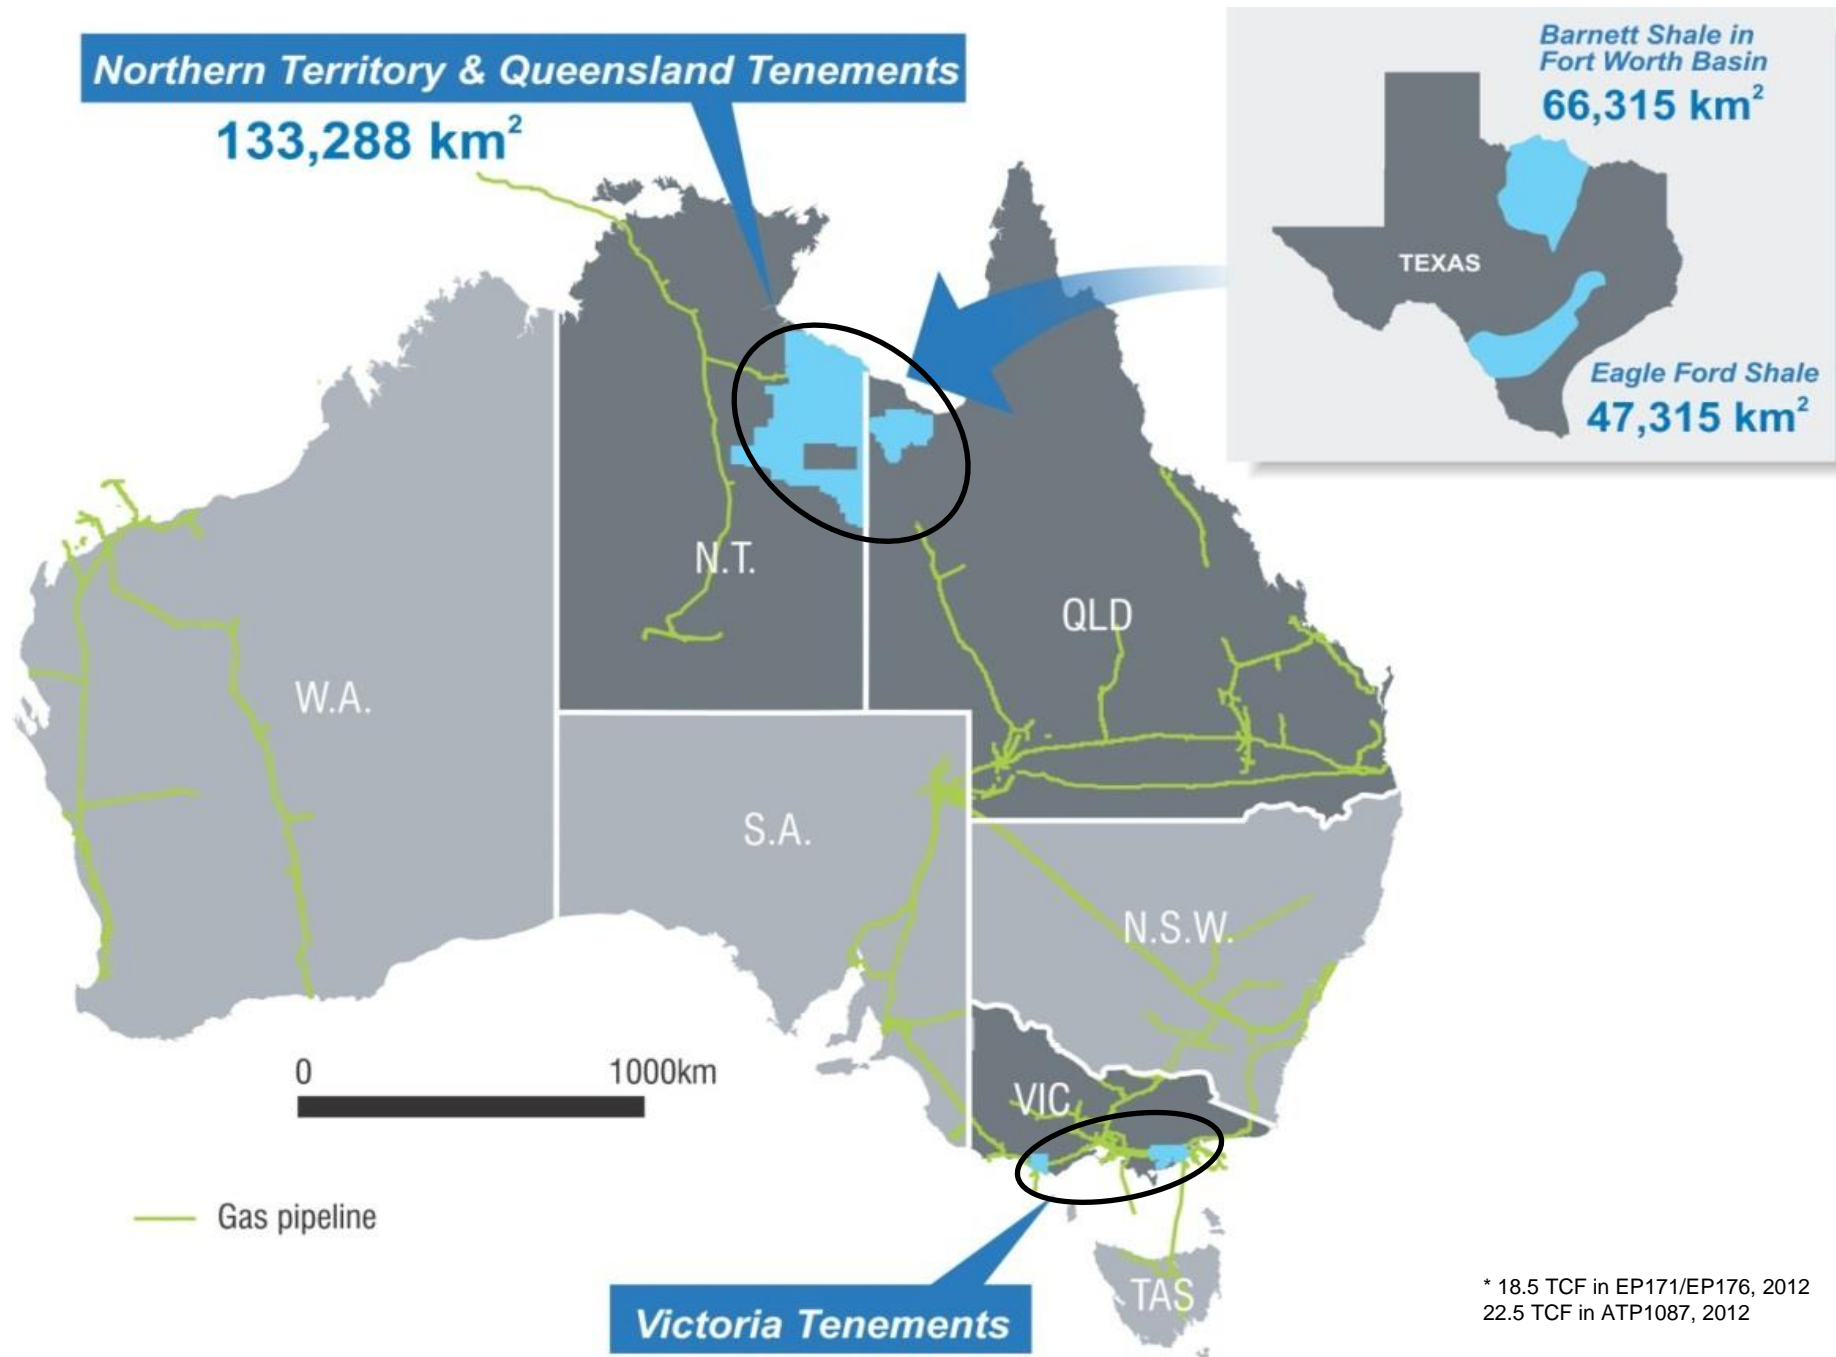 Northern Territory & Queensland Tenements
133,288 km²
Barnett Shale in
Fort Worth Basin
66,315 km²
TEXAS
Eagle Ford Shale
47,315 km²
N.T.
QLD
W.A.
S.A.
N.S.W.
VIC
TAS
0 1000km
Gas pipeline
Victoria Tenements
* 18.5 TCF in EP171/EP176, 2012
22.5 TCF in ATP1087, 2012